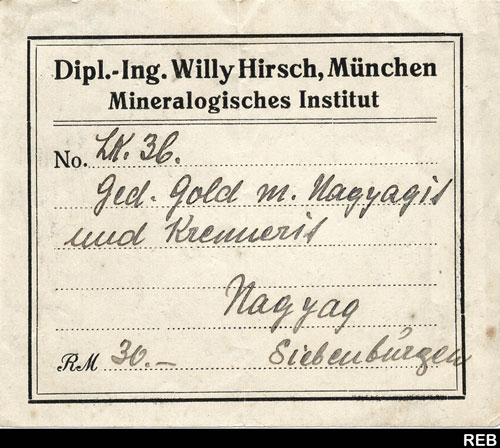 Dipl.-Ing. Willy Hirsch, München
Mineralogisches Institut
No. LK. 36.
Ged. Gold m. Nagyagit
und Krennerit
Nagyag
Siebenbürgen
RM 30.–
REB